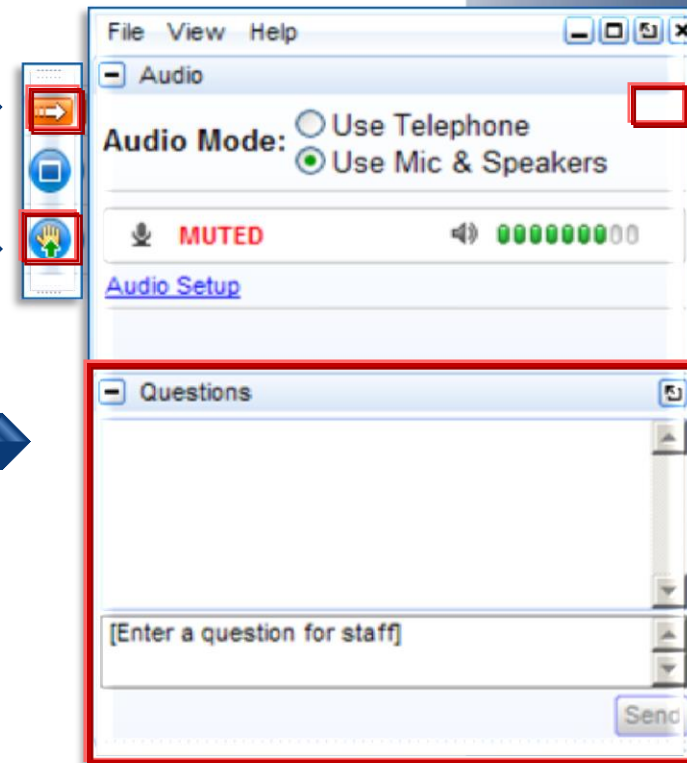 File View Help
Audio
Audio Mode: Use Telephone
Use Mic & Speakers
MUTED
Audio Setup
Questions
[Enter a question for staff]
Send